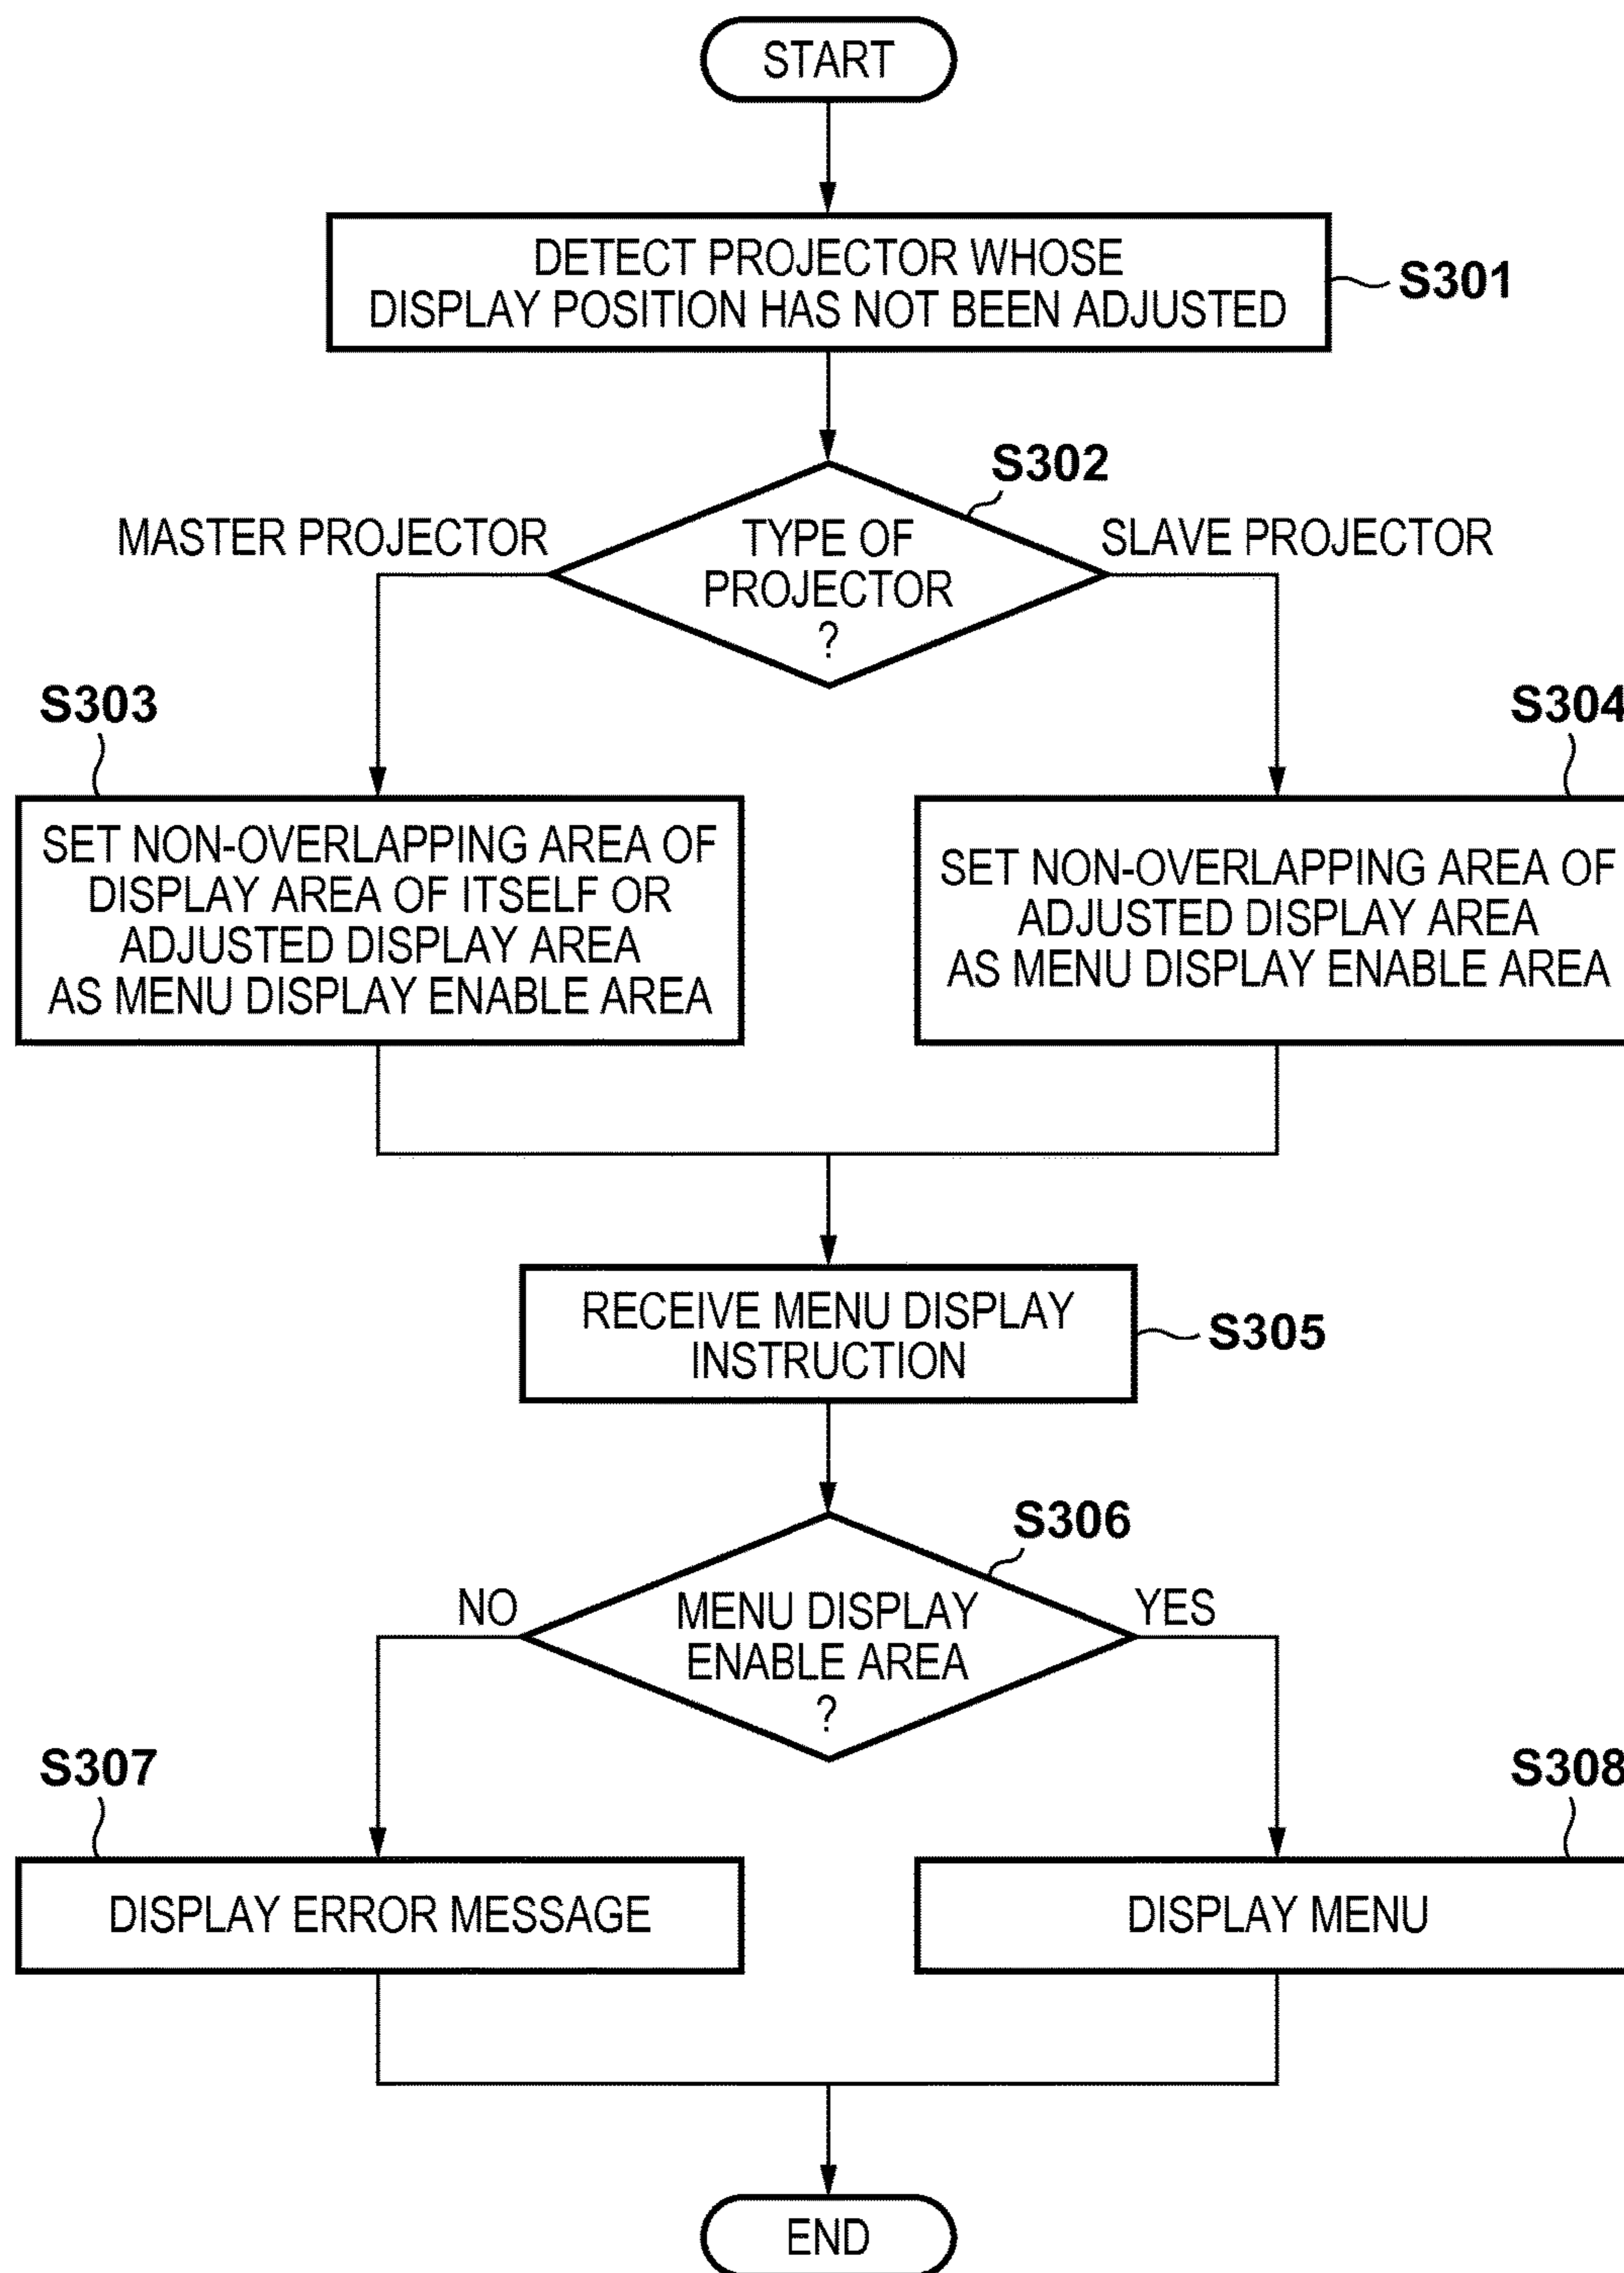 START
DETECT PROJECTOR WHOSE
DISPLAY POSITION HAS NOT BEEN ADJUSTED
S301
S302
MASTER PROJECTOR
TYPE OF
PROJECTOR
?
SLAVE PROJECTOR
S303
S304
SET NON-OVERLAPPING AREA OF
DISPLAY AREA OF ITSELF OR
ADJUSTED DISPLAY AREA
AS MENU DISPLAY ENABLE AREA
SET NON-OVERLAPPING AREA OF
ADJUSTED DISPLAY AREA
AS MENU DISPLAY ENABLE AREA
RECEIVE MENU DISPLAY
INSTRUCTION
S305
S306
NO
MENU DISPLAY
ENABLE AREA
?
YES
S307
S308
DISPLAY ERROR MESSAGE
DISPLAY MENU
END